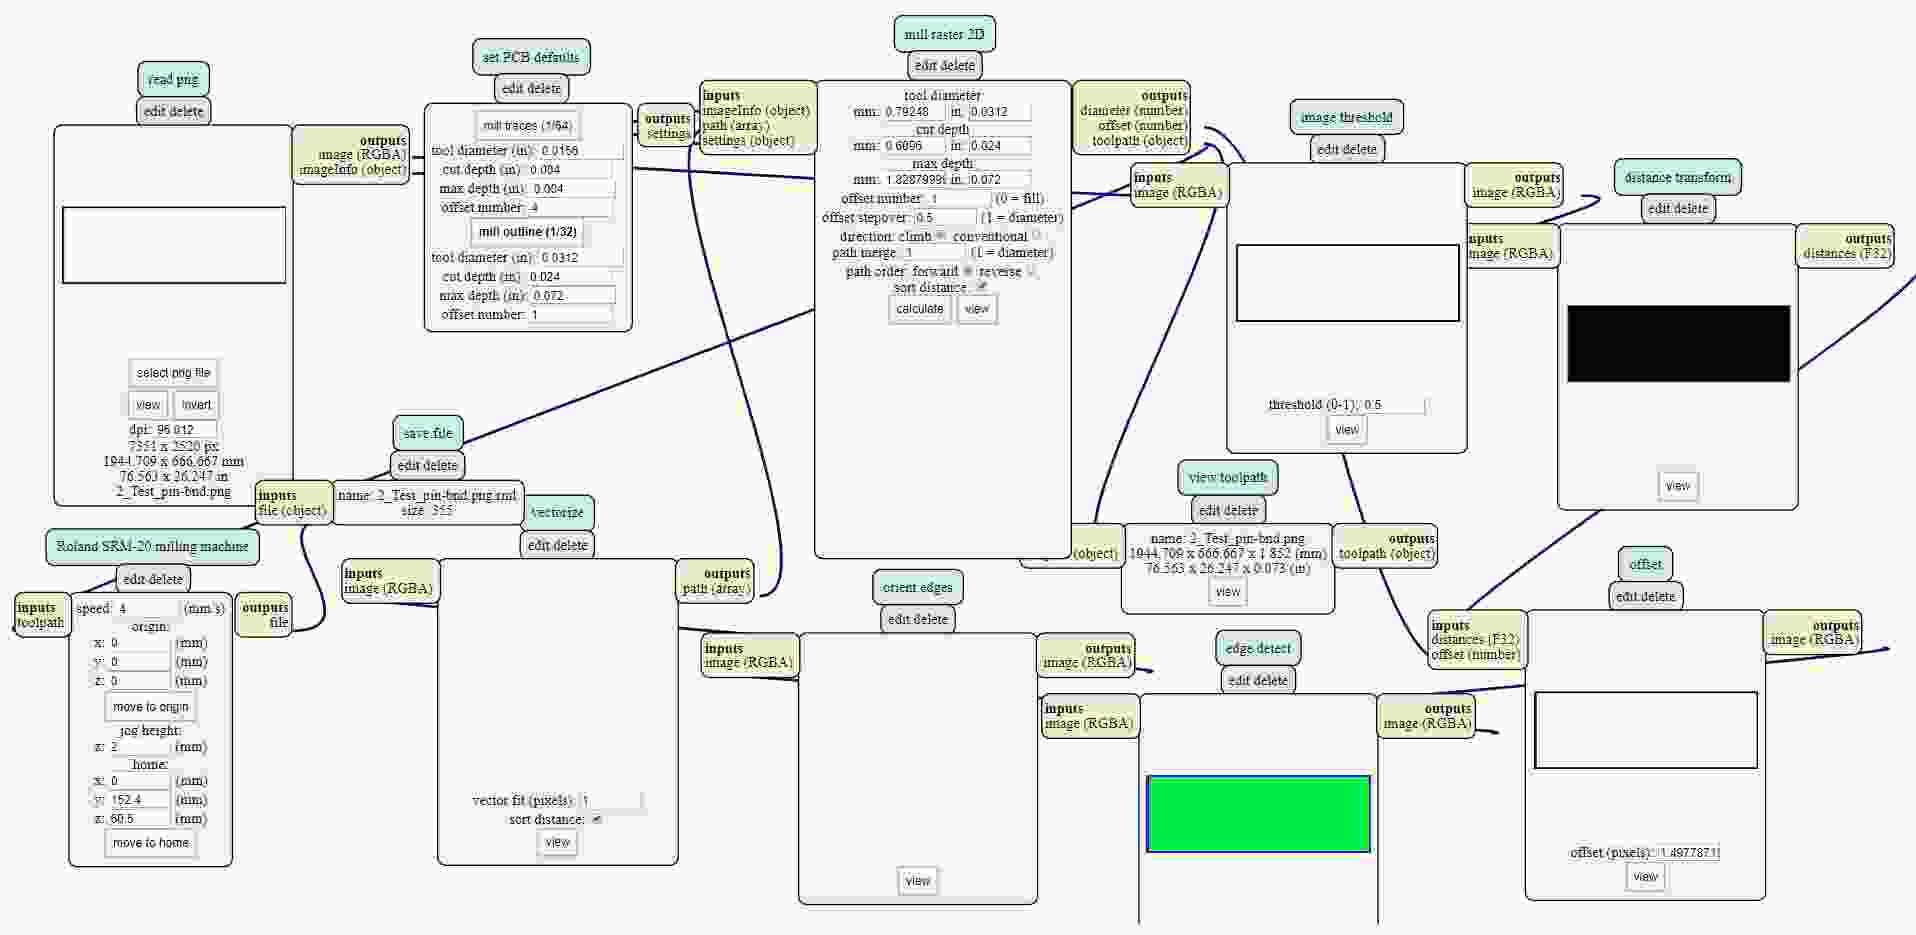 read png
edit delete
outputs
image (RGBA)
imageInfo (object)
select png file
view invert
dpi: 96.012
7351 x 2520 px
1944.709 x 666.667 mm
76.563 x 26.247 in
2_Test_pin-bnd.png
set PCB defaults
edit delete
mill traces (1/64)
tool diameter (in): 0.0156
cut depth (in): 0.004
max depth (in): 0.004
offset number: 4
mill outline (1/32)
tool diameter (in): 0.0312
cut depth (in): 0.024
max depth (in): 0.072
offset number: 1
outputs
settings
mill raster 2D
edit delete
inputs
imageInfo (object)
path (array)
settings (object)
tool diameter
mm: 0.79248 in: 0.0312
cut depth
mm: 0.6096 in: 0.024
max depth
mm: 1.8287999 in: 0.072
offset number: 1 (0 = fill)
offset stepover: 0.5 (1 = diameter)
direction: climb conventional
path merge: 1 (1 = diameter)
path order: forward reverse
sort distance:
calculate view
outputs
diameter (number)
offset (number)
toolpath (object)
image threshold
edit delete
inputs
image (RGBA)
threshold (0-1): 0.5
view
outputs
image (RGBA)
distance transform
edit delete
inputs
image (RGBA)
view
outputs
distances (F32)
save file
edit delete
inputs
file (object)
name: 2_Test_pin-bnd.png.rml
size: 355
Roland SRM-20 milling machine
edit delete
inputs
toolpath
speed: 4 (mm/s)
origin:
x: 0 (mm)
y: 0 (mm)
z: 0 (mm)
move to origin
jog height:
z: 2 (mm)
home:
x: 0 (mm)
y: 152.4 (mm)
z: 60.5 (mm)
move to home
outputs
file
vectorize
edit delete
inputs
image (RGBA)
vector fit (pixels): 1
sort distance:
view
outputs
path (array)
orient edges
edit delete
inputs
image (RGBA)
view
outputs
image (RGBA)
view toolpath
edit delete
(object)
name: 2_Test_pin-bnd.png
1944.709 x 666.667 x 1.852 (mm)
76.563 x 26.247 x 0.073 (in)
view
outputs
toolpath (object)
edge detect
edit delete
inputs
image (RGBA)
outputs
image (RGBA)
offset
edit delete
inputs
distances (F32)
offset (number)
offset (pixels): 1.4977871
view
outputs
image (RGBA)